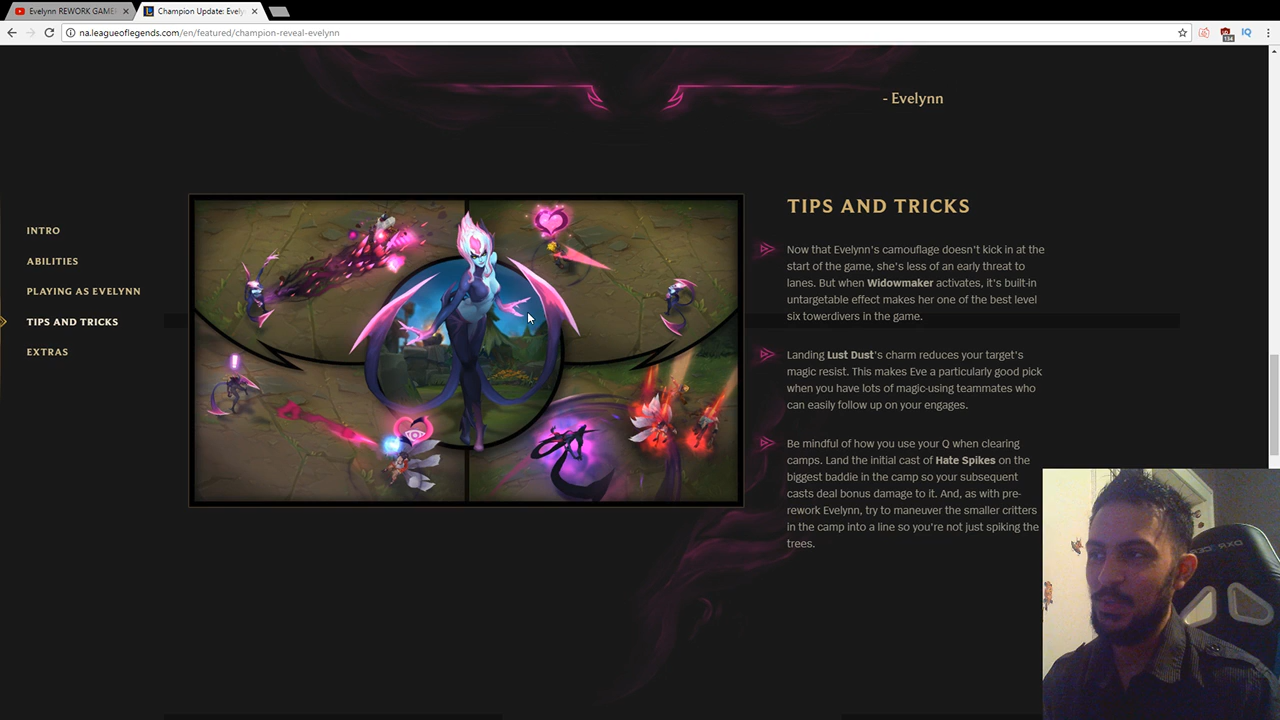 Evelynn REWORK GAME
Champion Update: Evely
na.leagueoflegends.com/en/featured/champion-reveal-evelynn
134
IQ
- Evelynn
INTRO
ABILITIES
PLAYING AS EVELYNN
TIPS AND TRICKS
EXTRAS
TIPS AND TRICKS
Now that Evelynn's camouflage doesn't kick in at the
start of the game, she's less of an early threat to
lanes. But when Widowmaker activates, it's built-in
untargetable effect makes her one of the best level
six towerdivers in the game.
Landing Lust Dust's charm reduces your target's
magic resist. This makes Eve a particularly good pick
when you have lots of magic-using teammates who
can easily follow up on your engages.
Be mindful of how you use your Q when clearing
camps. Land the initial cast of Hate Spikes on the
biggest baddie in the camp so your subsequent
casts deal bonus damage to it. And, as with pre-
rework Evelynn, try to maneuver the smaller critters
in the camp into a line so you're not just spiking the
trees.
DXRACER